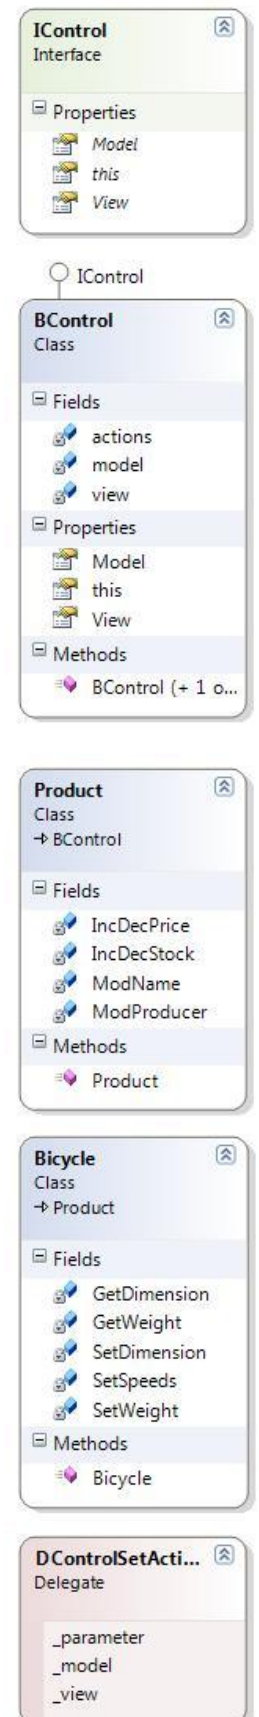 IControl
Interface
Properties
Model
this
View
IControl
BControl
Class
Fields
actions
model
view
Properties
Model
this
View
Methods
BControl (+ 1 o...
Product
Class
BControl
Fields
IncDecPrice
IncDecStock
ModName
ModProducer
Methods
Product
Bicycle
Class
Product
Fields
GetDimension
GetWeight
SetDimension
SetSpeeds
SetWeight
Methods
Bicycle
DControlSetActi...
Delegate
_parameter
_model
_view